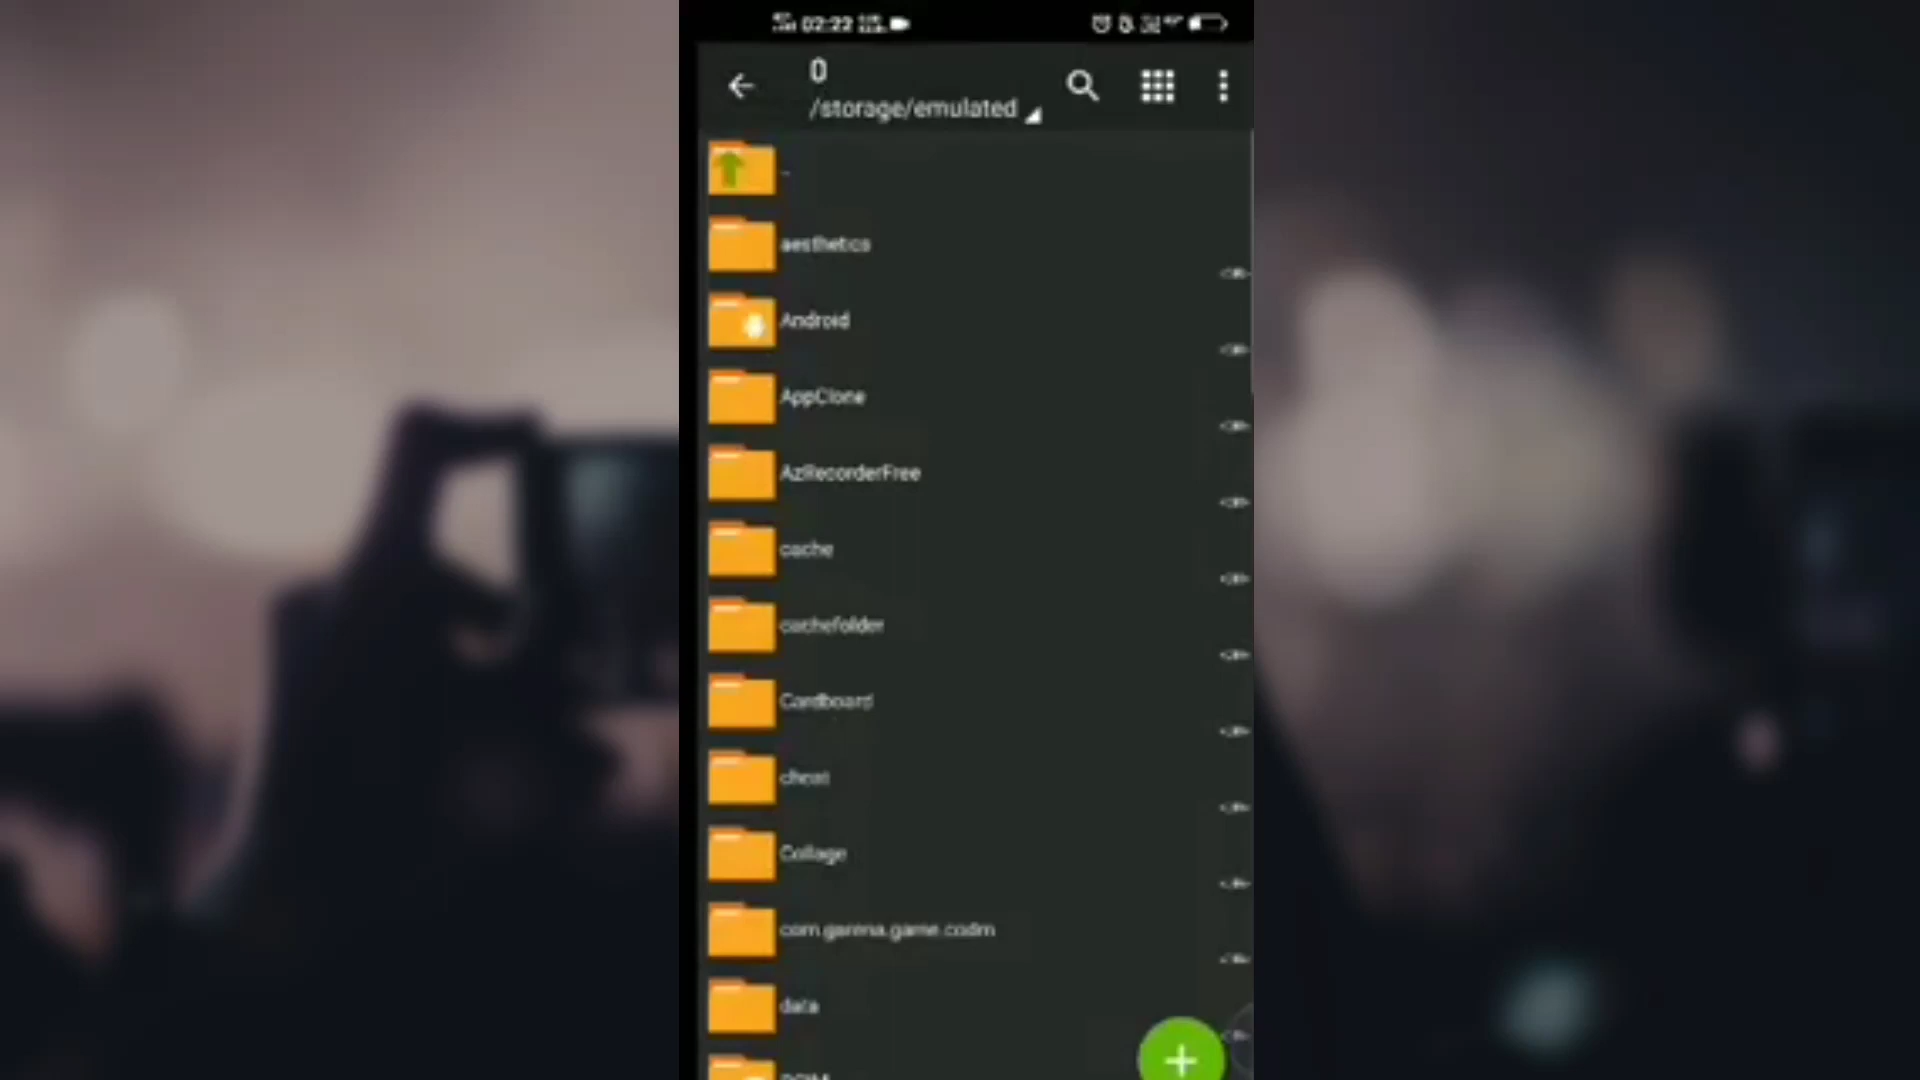 02:22
0
/storage/emulated
..
aesthetics
Android
AppClone
AzRecorderFree
cache
cachefolder
Cardboard
cheat
Collage
com.garena.game.codm
data